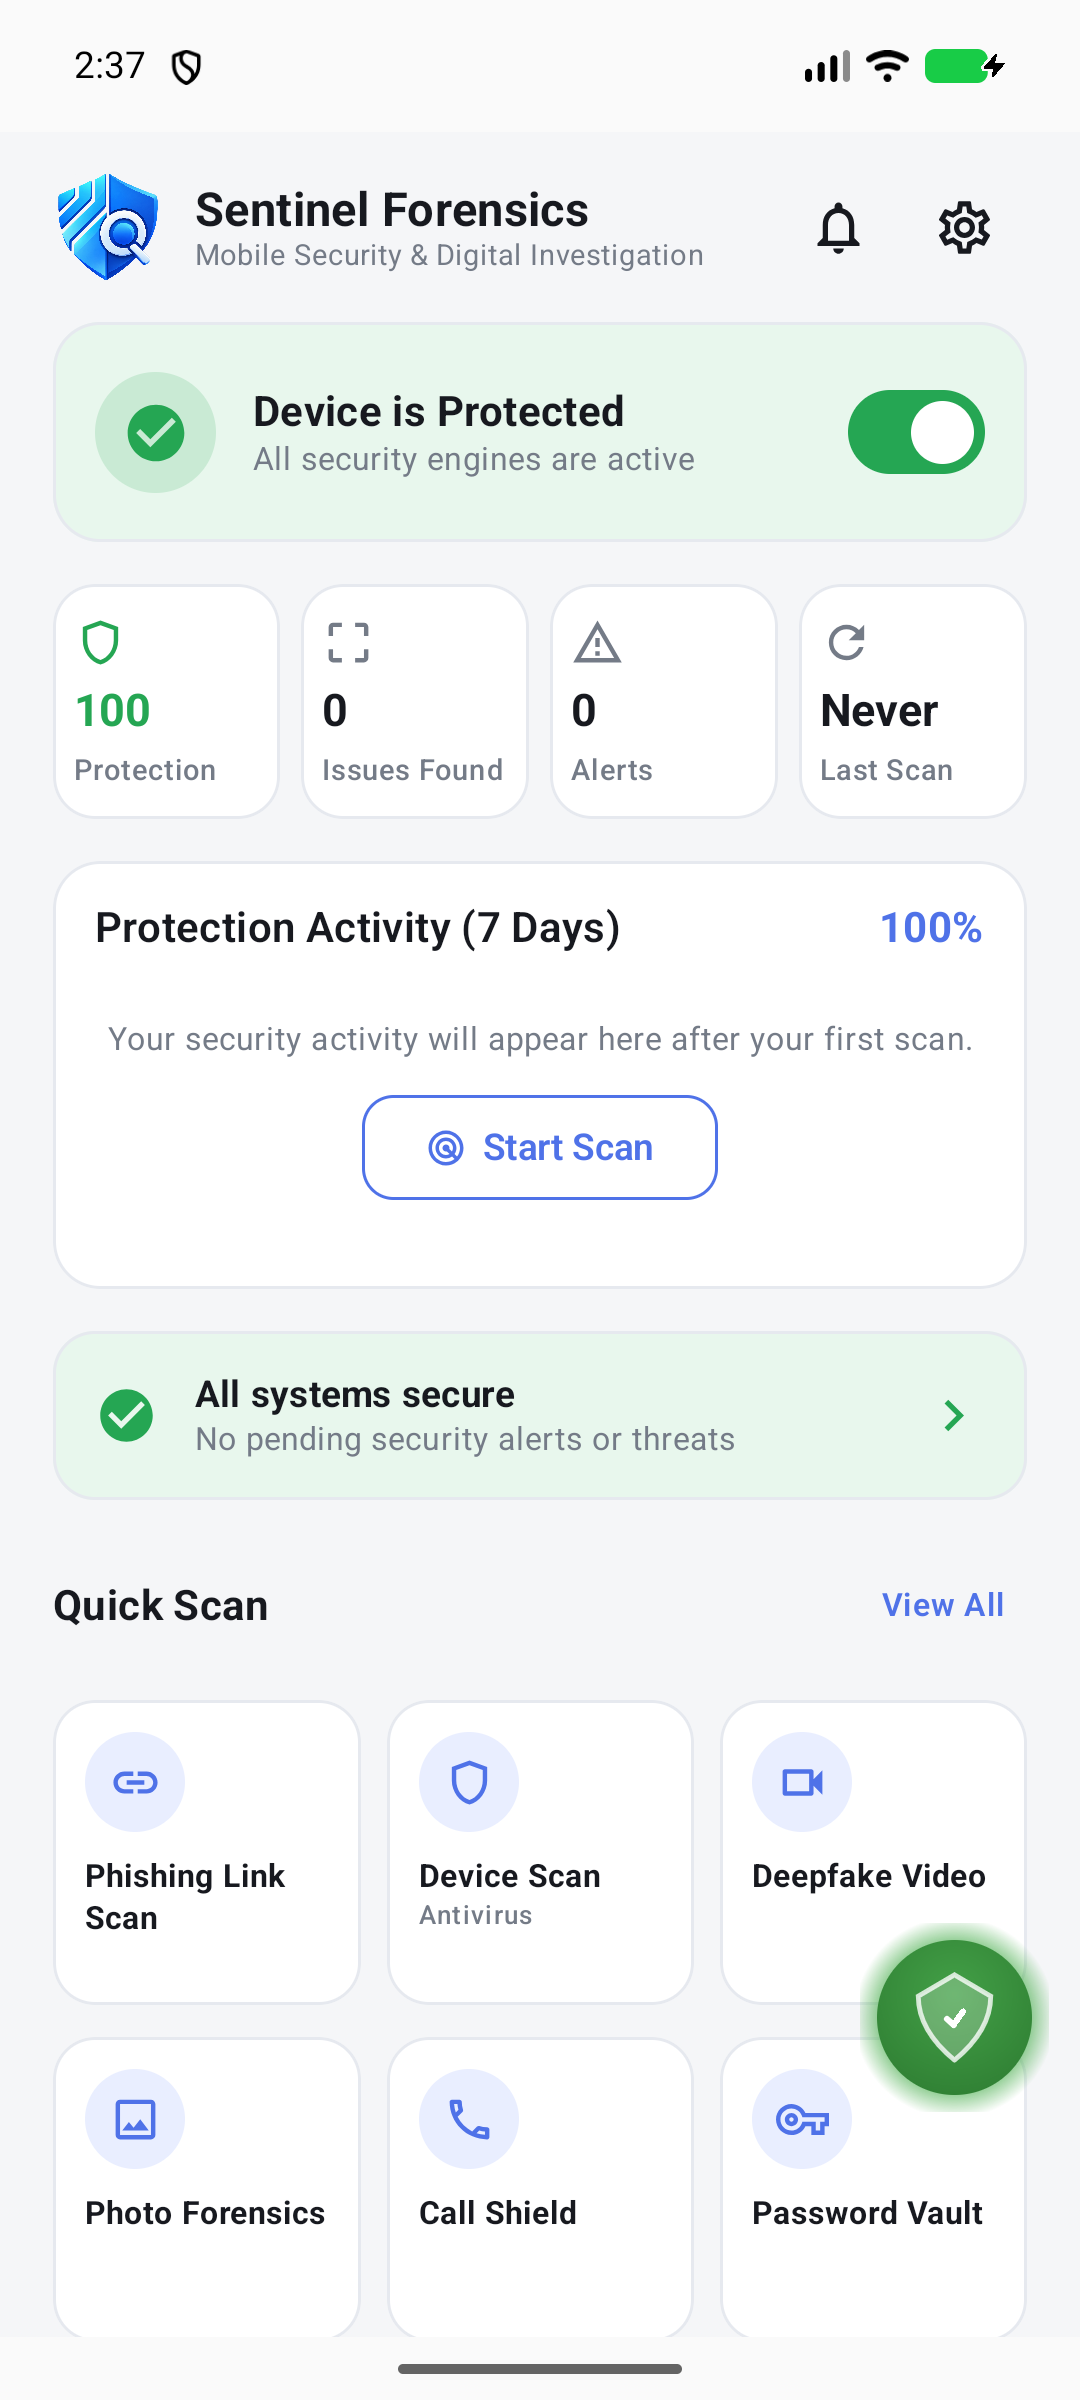 2:37
Sentinel Forensics
Mobile Security & Digital Investigation
Device is Protected
All security engines are active
100
Protection
0
Issues Found
0
Alerts
Never
Last Scan
Protection Activity (7 Days)
100%
Your security activity will appear here after your first scan.
Start Scan
All systems secure
No pending security alerts or threats
Quick Scan
View All
Phishing Link
Scan
Device Scan
Antivirus
Deepfake Video
Photo Forensics
Call Shield
Password Vault